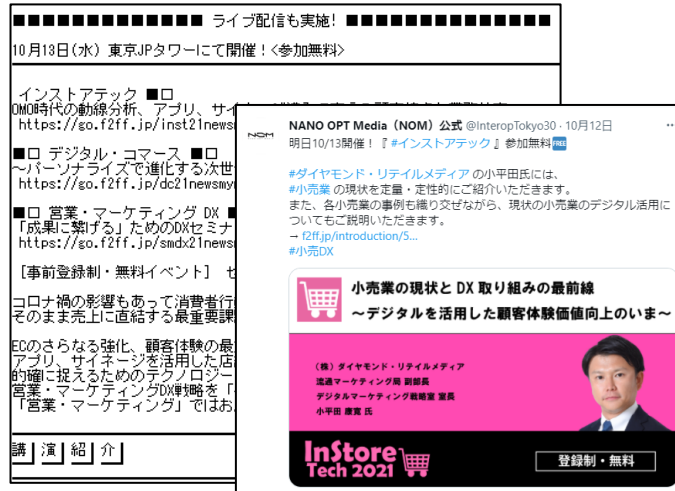 ■■■■■■■■■■■■■ ライブ配信も実施! ■■■■■■■■■■■■■■
10月13日(水) 東京JPタワーにて開催！<参加無料>
インストアテック ■□
OMO時代の動線分析、アプリ、サイ
https://go.f2ff.jp/inst21news
■□ デジタル・コマース ■□
～パーソナライズで進化する次世
https://go.f2ff.jp/dc21newsmy
■□ 営業・マーケティング DX ■
「成果に繋げる」ためのDXセミナ
https://go.f2ff.jp/smdx21news
［事前登録制・無料イベント］ セ
コロナ禍の影響もあって消費者行
そのまま売上に直結する最重要課
ECのさらなる強化、顧客体験の最
アプリ、サイネージを活用した店
的確に捉えるためのテクノロジー
営業・マーケティングDX戦略を「
「営業・マーケティング」ではお
講｜演｜紹｜介｜
NOM
NANO OPT Media（NOM）公式 @InteropTokyo30 · 10月12日
明日10/13開催！『 #インストアテック 』参加無料FREE
#ダイヤモンド・リテイルメディア の小平田氏には、
#小売業 の現状を定量・定性的にご紹介いただきます。
また、各小売業の事例も織り交ぜながら、現状の小売業のデジタル活用に
ついてもご説明いただきます。
→ f2ff.jp/introduction/5...
#小売DX
小売業の現状と DX 取り組みの最前線
～デジタルを活用した顧客体験価値向上のいま～
（株）ダイヤモンド・リテイルメディア
流通マーケティング局 副部長
デジタルマーケティング戦略室 室長
小平田 康寛 氏
InStore
Tech 2021
登録制・無料